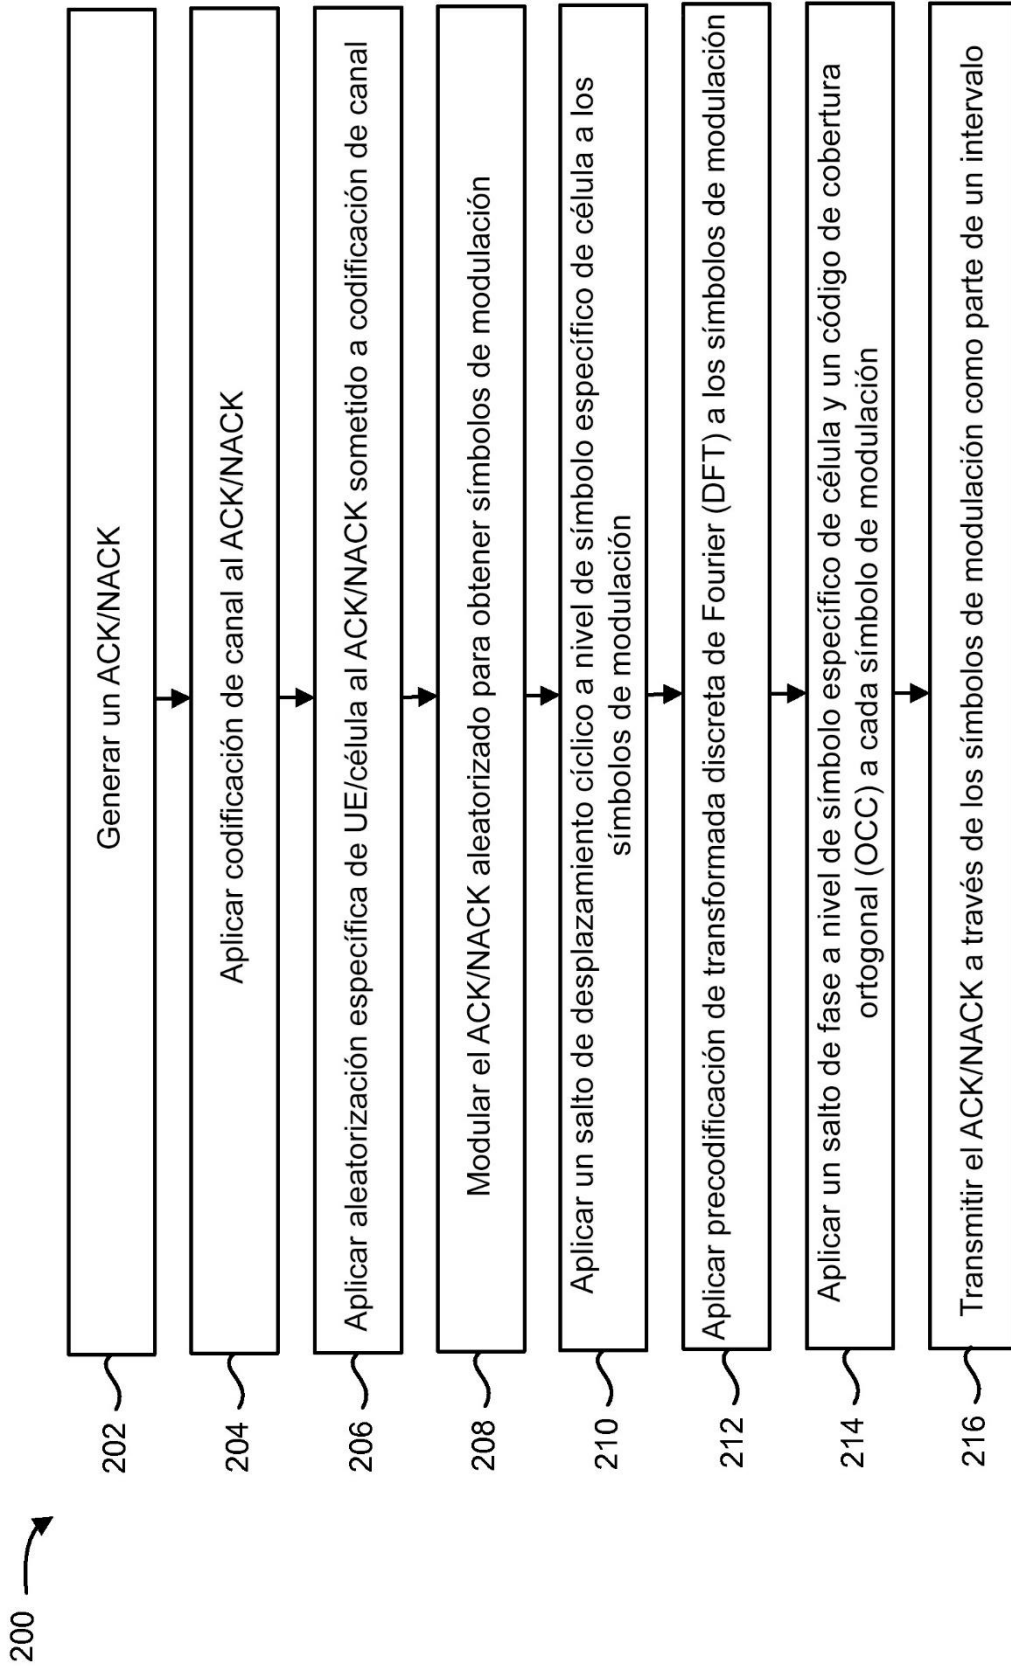 200
202
Generar un ACK/NACK
204
Aplicar codificación de canal al ACK/NACK
206
Aplicar aleatorización específica de UE/célula al ACK/NACK sometido a codificación de canal
208
Modular el ACK/NACK aleatorizado para obtener símbolos de modulación
210
Aplicar un salto de desplazamiento cíclico a nivel de símbolo específico de célula a los
símbolos de modulación
212
Aplicar precodificación de transformada discreta de Fourier (DFT) a los símbolos de modulación
214
Aplicar un salto de fase a nivel de símbolo específico de célula y un código de cobertura
ortogonal (OCC) a cada símbolo de modulación
216
Transmitir el ACK/NACK a través de los símbolos de modulación como parte de un intervalo